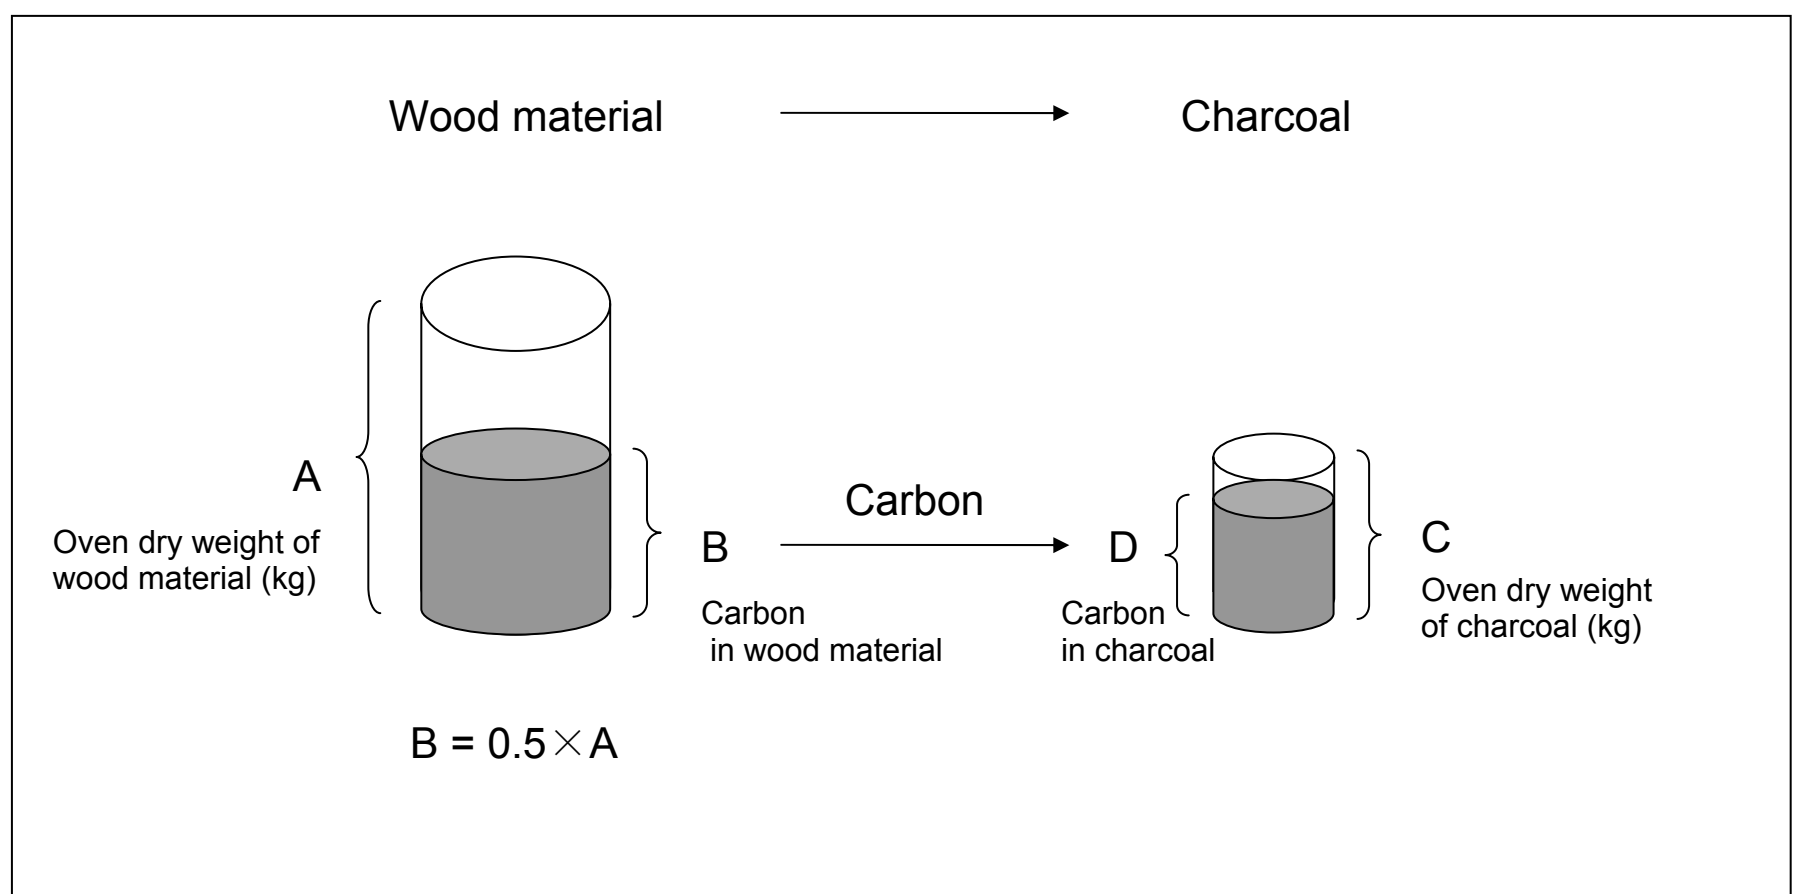 Wood material
Charcoal
A
Oven dry weight of
wood material (kg)
B
Carbon
in wood material
Carbon
D
Carbon
in charcoal
C
Oven dry weight
of charcoal (kg)
B = 0.5×A